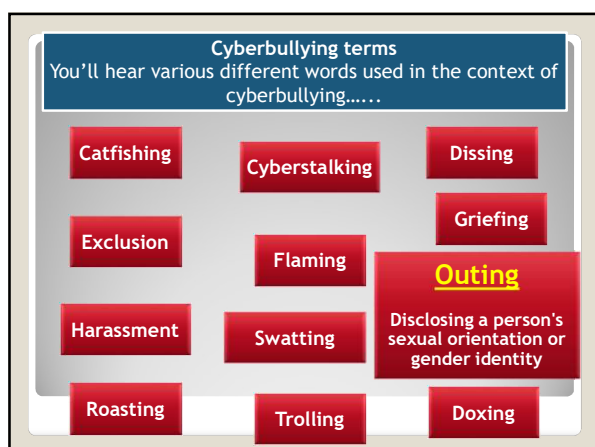 Cyberbullying terms
You’ll hear various different words used in the context of
cyberbullying…...
Catfishing
Cyberstalking
Dissing
Exclusion
Flaming
Griefing
Outing
Disclosing a person's
sexual orientation or
gender identity
Harassment
Swatting
Roasting
Trolling
Doxing